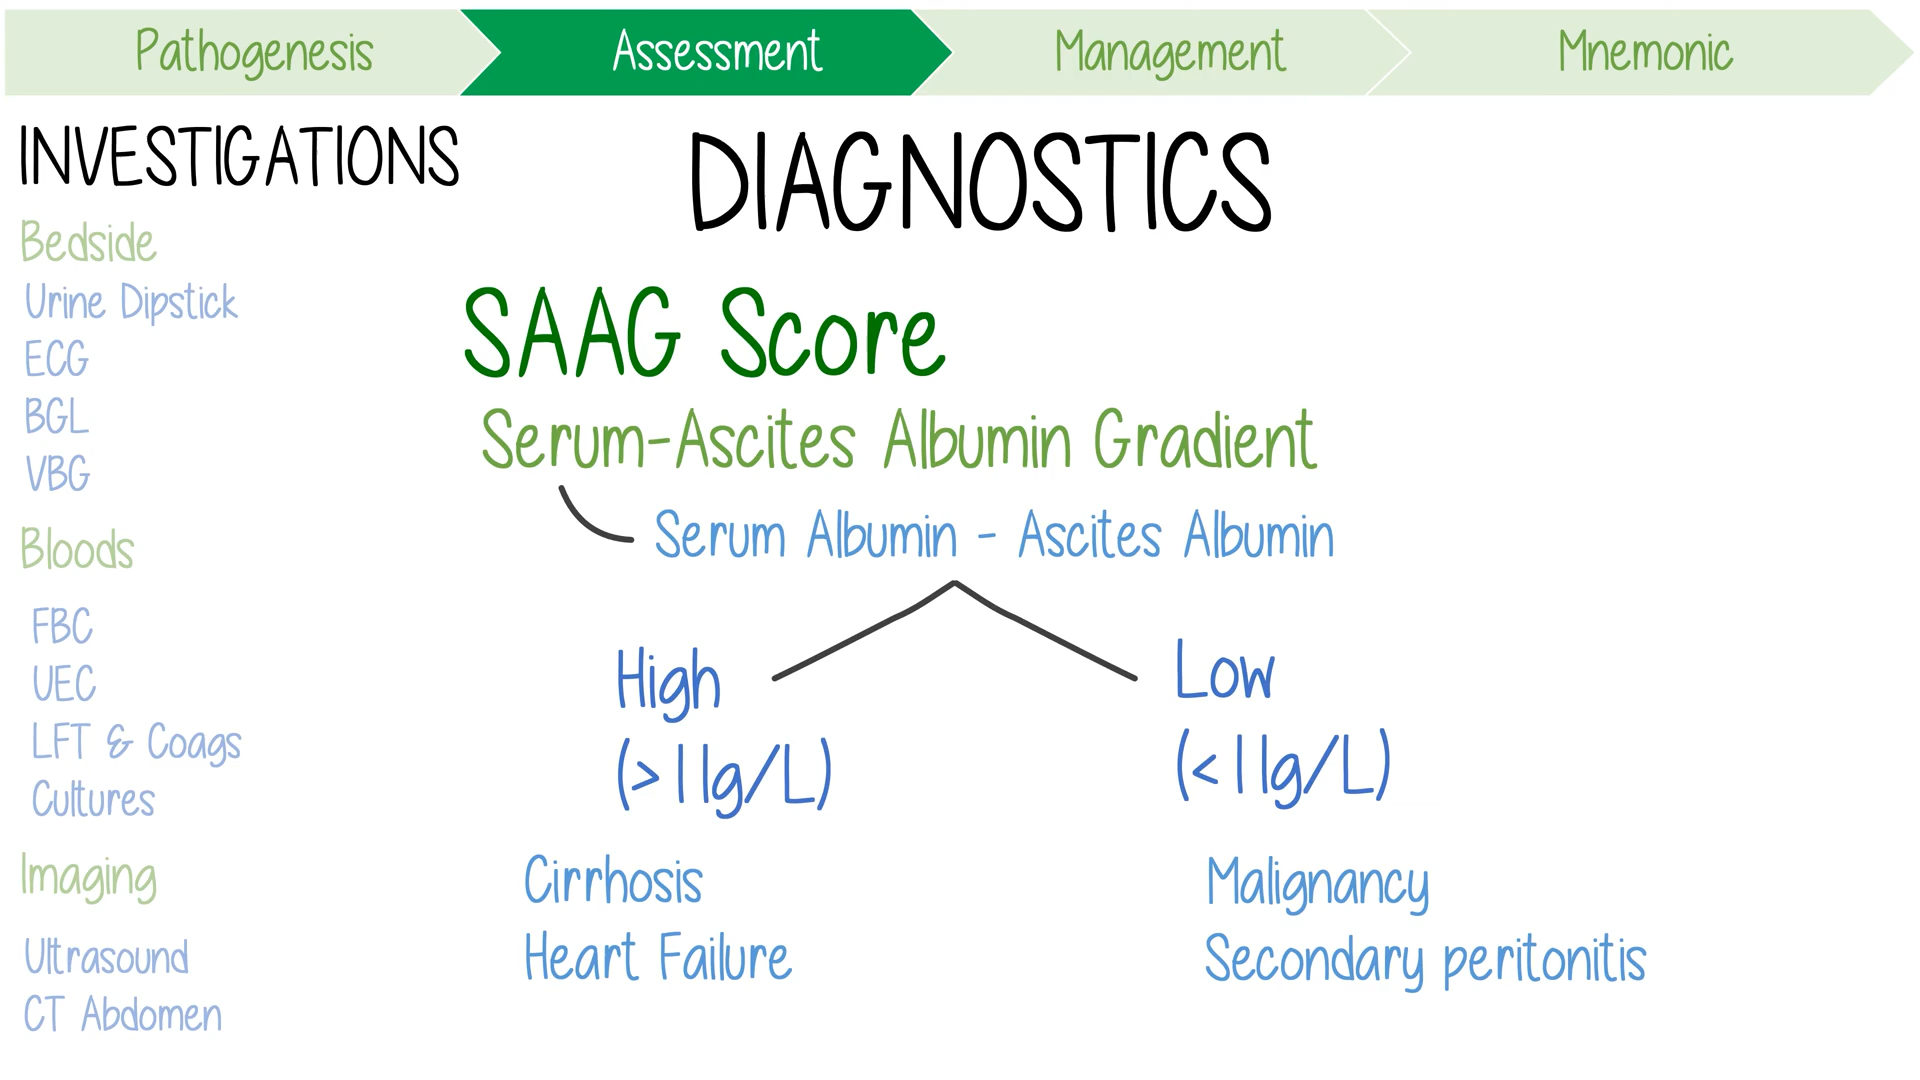 Pathogenesis
Assessment
Management
Mnemonic
INVESTIGATIONS
Bedside
Urine Dipstick
ECG
BGL
VBG
Bloods
FBC
UEC
LFT & Coags
Cultures
Imaging
Ultrasound
CT Abdomen
DIAGNOSTICS
SAAG Score
Serum-Ascites Albumin Gradient
Serum Albumin - Ascites Albumin
High
(>11g/L)
Cirrhosis
Heart Failure
Low
(<11g/L)
Malignancy
Secondary peritonitis